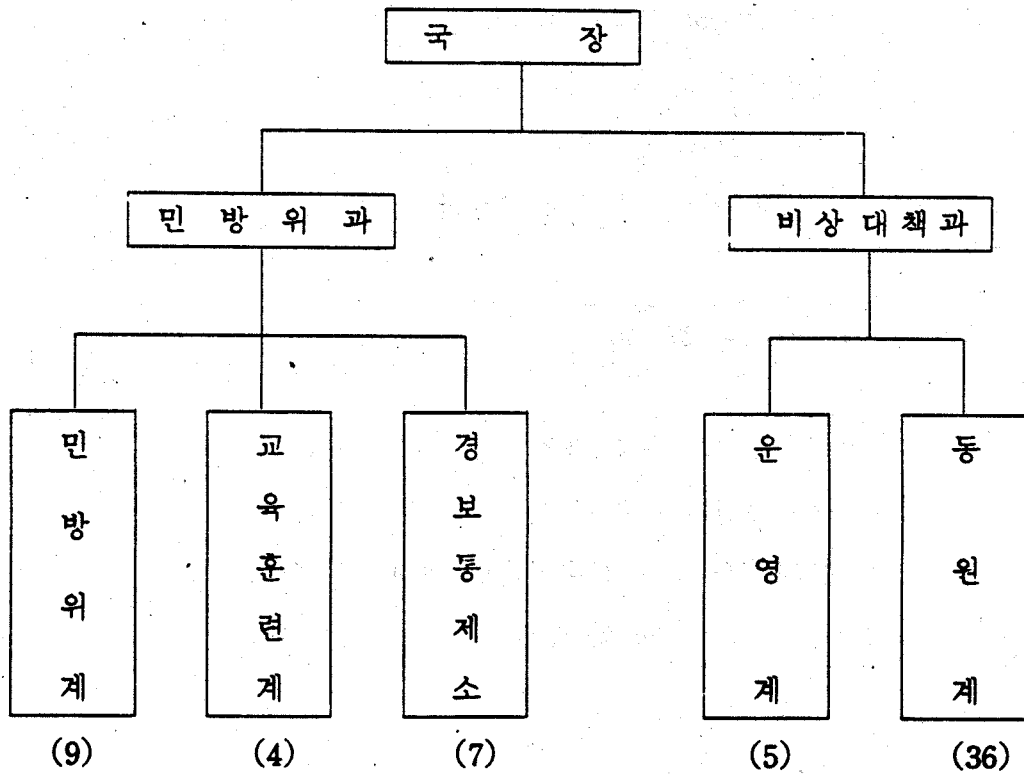 국 장
민 방 위 과
비 상 대 책 과
민방위계
교육훈련계
경보통제소
운영계
동원계
(9)
(4)
(7)
(5)
(36)